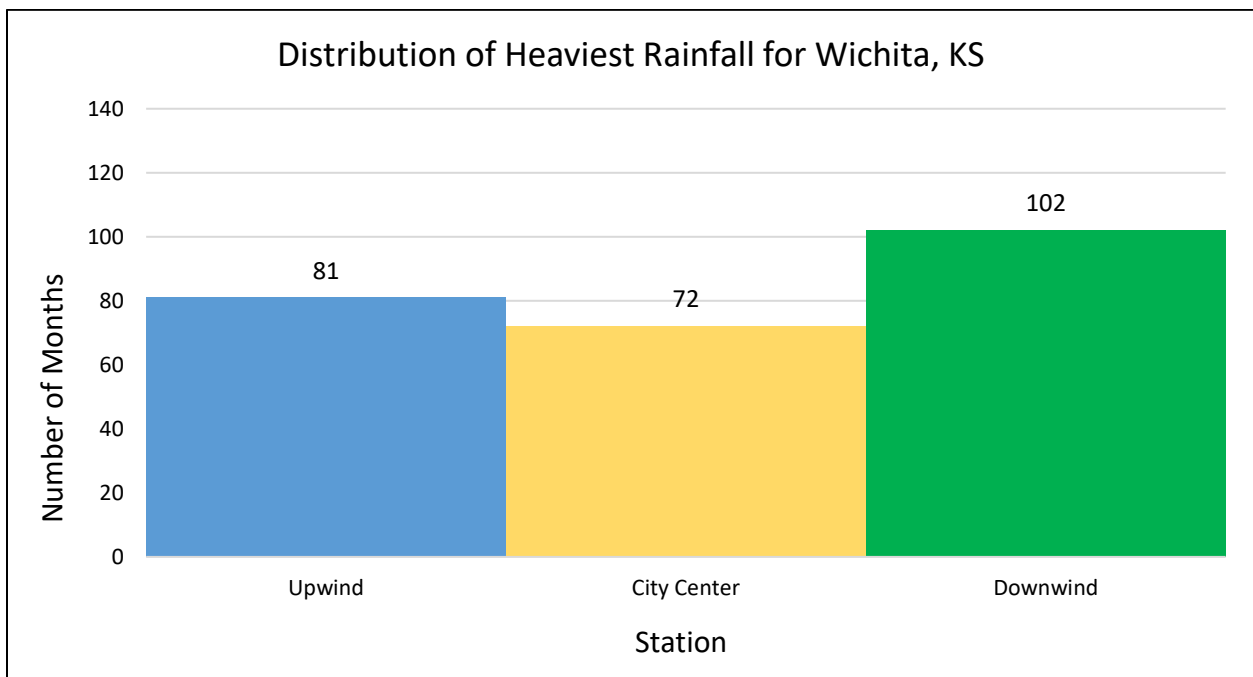 Distribution of Heaviest Rainfall for Wichita, KS
140
120
100
80
60
40
20
0
Number of Months
81
72
102
Upwind
City Center
Downwind
Station